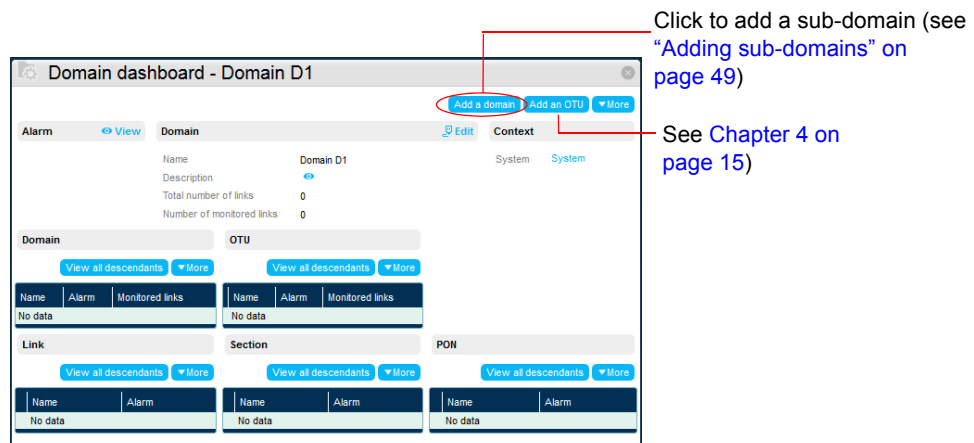 Click to add a sub-domain (see
“Adding sub-domains” on
page 49)
Domain dashboard - Domain D1
Add a domain Add an OTU ▼More
See Chapter 4 on
page 15)
Alarm View Domain Edit Context
Name Domain D1 System System
Description
Total number of links 0
Number of monitored links 0
Domain OTU
View all descendants ▼More View all descendants ▼More
Name Alarm Monitored links Name Alarm Monitored links
No data No data
Link Section PON
View all descendants ▼More View all descendants ▼More View all descendants ▼More
Name Alarm Name Alarm Name Alarm
No data No data No data